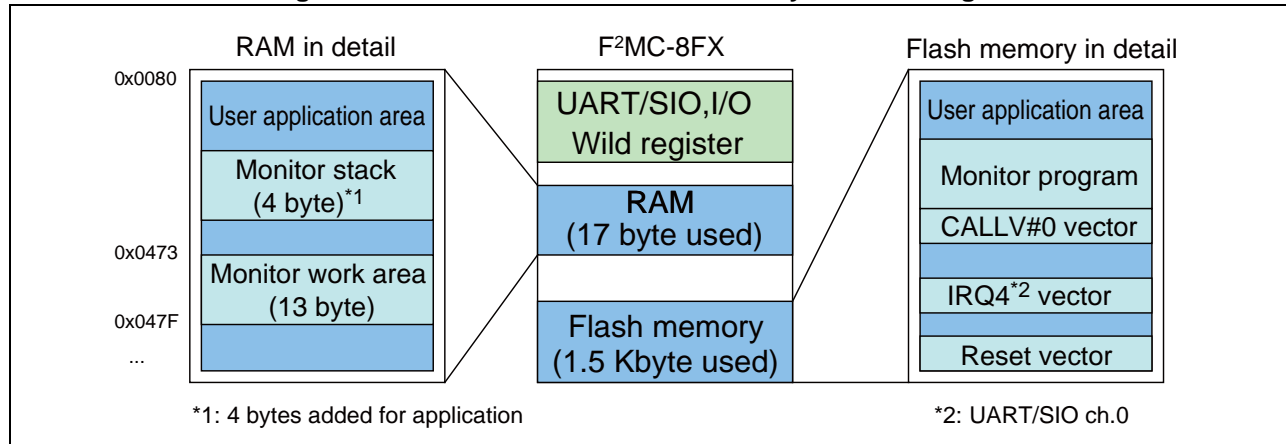 RAM in detail
0x0080
User application area
Monitor stack
(4 byte)*1
0x0473
Monitor work area
(13 byte)
0x047F
...
*1: 4 bytes added for application
F²MC-8FX
UART/SIO,I/O
Wild register
RAM
(17 byte used)
Flash memory
(1.5 Kbyte used)
Flash memory in detail
User application area
Monitor program
CALLV#0 vector
IRQ4*2 vector
Reset vector
*2: UART/SIO ch.0